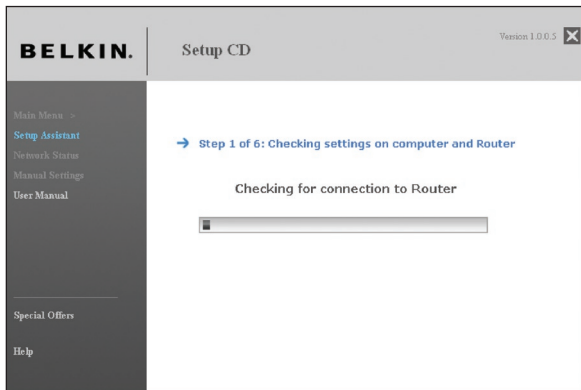 BELKIN.
Setup CD
Version 1.0.0.5
Main Menu >
Setup Assistant
Network Status
Manual Settings
User Manual
Special Offers
Help
→ Step 1 of 6: Checking settings on computer and Router
Checking for connection to Router